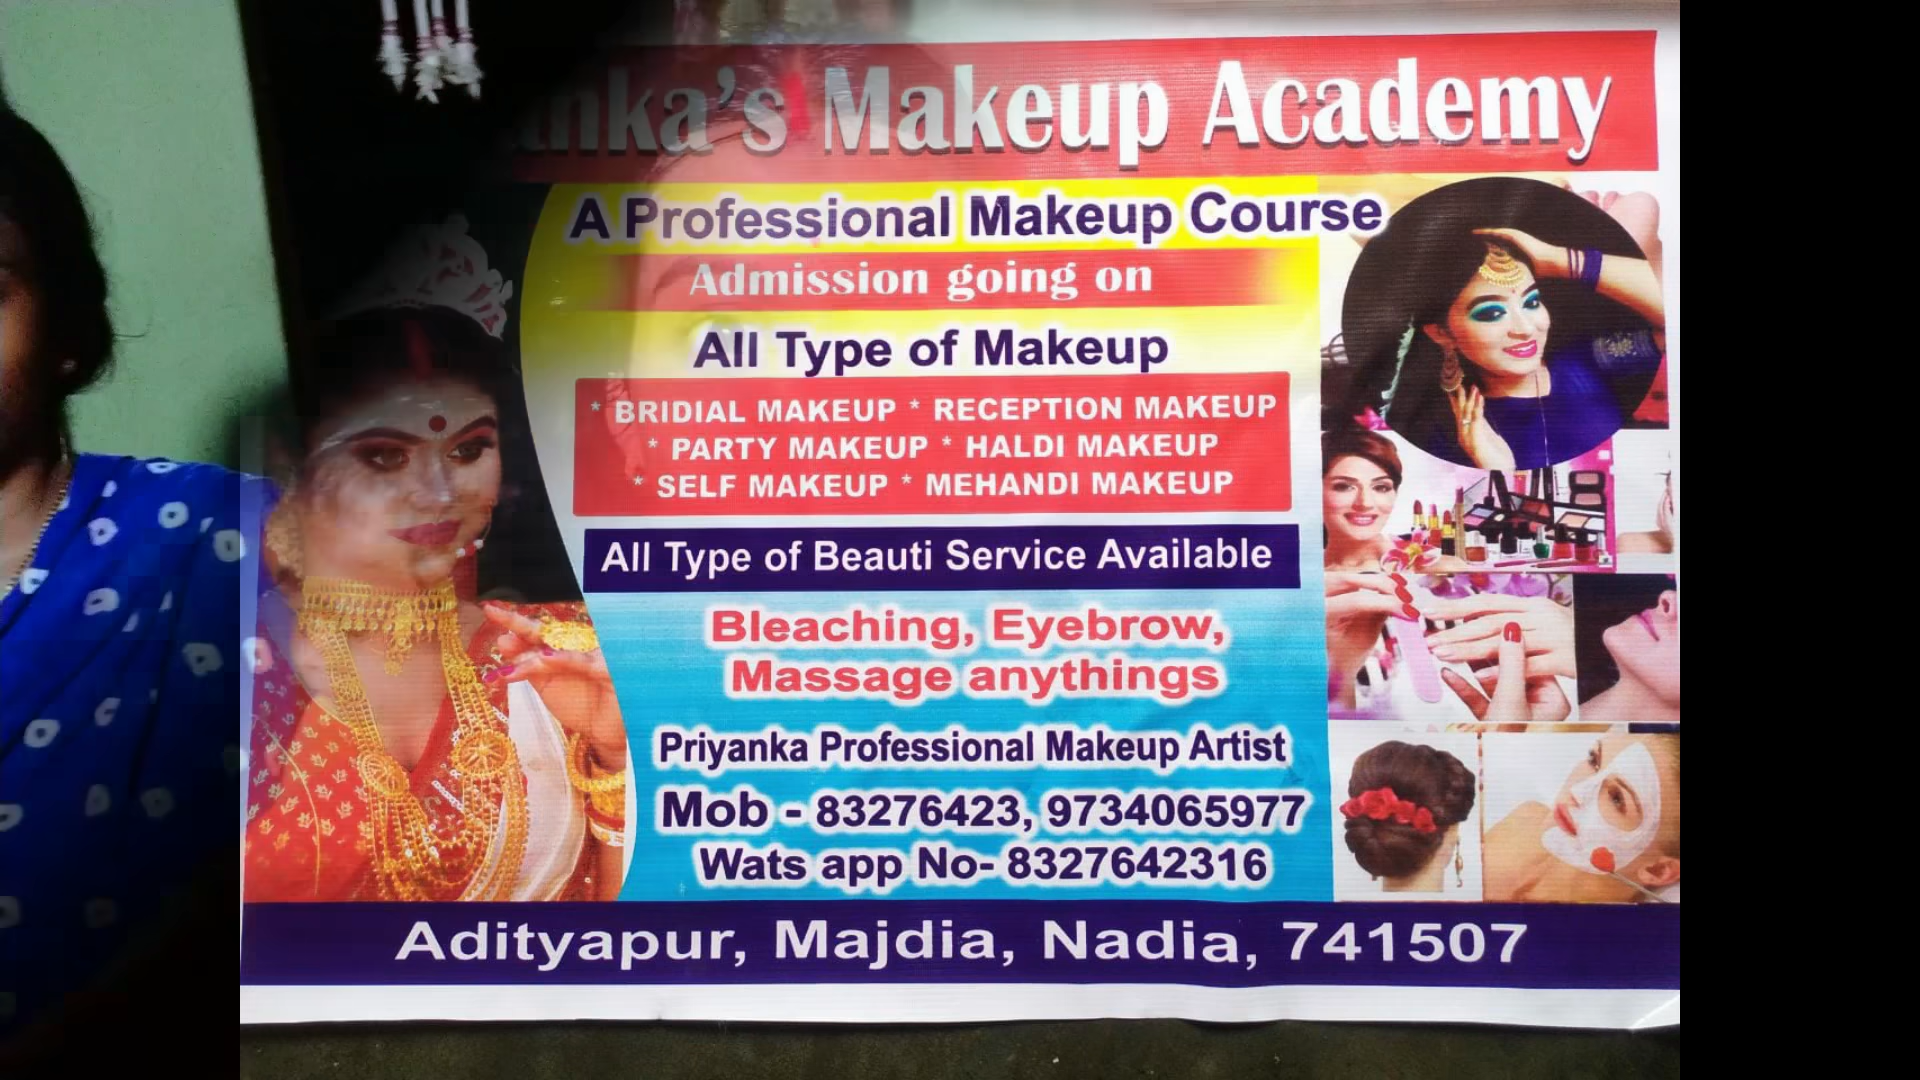 anka's Makeup Academy
A Professional Makeup Course
Admission going on
All Type of Makeup
* BRIDIAL MAKEUP * RECEPTION MAKEUP
* PARTY MAKEUP * HALDI MAKEUP
* SELF MAKEUP * MEHANDI MAKEUP
All Type of Beauti Service Available
Bleaching, Eyebrow,
Massage anythings
Priyanka Professional Makeup Artist
Mob - 83276423, 9734065977
Wats app No- 8327642316
Adityapur, Majdia, Nadia, 741507